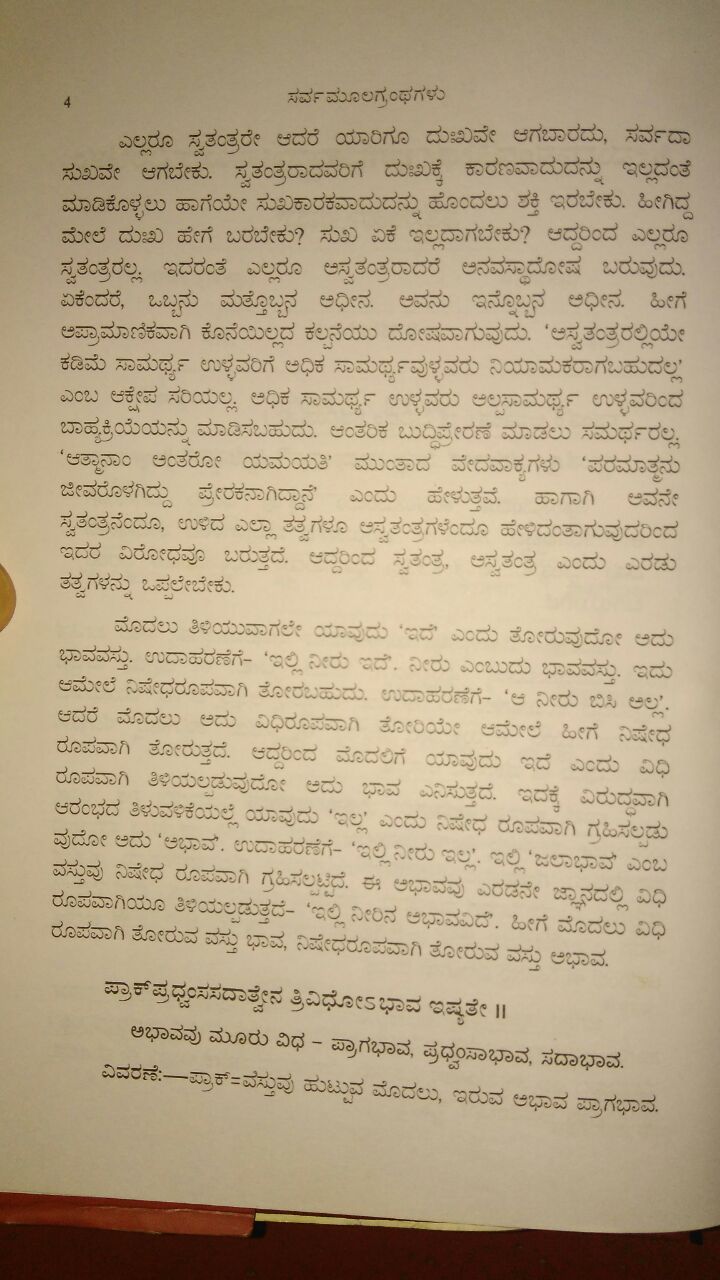 4
ಸರ್ವಮೂಲಗ್ರಂಥಗಳು
ಎಲ್ಲರೂ ಸ್ವತಂತ್ರರೇ ಆದರೆ ಯಾರಿಗೂ ದುಃಖವೇ ಆಗಬಾರದು, ಸರ್ವದಾ
ಸುಖವೇ ಆಗಬೇಕು. ಸ್ವತಂತ್ರರಾದವರಿಗೆ ದುಃಖಕ್ಕೆ ಕಾರಣವಾದುದನ್ನು ಇಲ್ಲದಂತೆ
ಮಾಡಿಕೊಳ್ಳಲು ಹಾಗೆಯೇ ಸುಖಕಾರಕವಾದುದನ್ನು ಹೊಂದಲು ಶಕ್ತಿ ಇರಬೇಕು. ಹೀಗಿದ್ದ
ಮೇಲೆ ದುಃಖ ಹೇಗೆ ಬರಬೇಕು? ಸುಖ ಏಕೆ ಇಲ್ಲದಾಗಬೇಕು? ಆದ್ದರಿಂದ ಎಲ್ಲರೂ
ಸ್ವತಂತ್ರರಲ್ಲ. ಇದರಂತೆ ಎಲ್ಲರೂ ಅಸ್ವತಂತ್ರರಾದರೆ ಅನವಸ್ಥಾದೋಷ ಬರುವುದು.
ಏಕೆಂದರೆ, ಒಬ್ಬನು ಮತ್ತೊಬ್ಬನ ಅಧೀನ. ಅವನು ಇನ್ನೊಬ್ಬನ ಅಧೀನ. ಹೀಗೆ
ಅಪ್ರಾಮಾಣಿಕವಾಗಿ ಕೊನೆಯಿಲ್ಲದ ಕಲ್ಪನೆಯು ದೋಷವಾಗುವುದು. ‘ಅಸ್ವತಂತ್ರರಲ್ಲಿಯೇ
ಕಡಿಮೆ ಸಾಮರ್ಥ್ಯ ಉಳ್ಳವರಿಗೆ ಅಧಿಕ ಸಾಮರ್ಥ್ಯವುಳ್ಳವರು ನಿಯಾಮಕರಾಗಬಹುದಲ್ಲ’
ಎಂಬ ಆಕ್ಷೇಪ ಸರಿಯಲ್ಲ. ಅಧಿಕ ಸಾಮರ್ಥ್ಯ ಉಳ್ಳವರು ಅಲ್ಪಸಾಮರ್ಥ್ಯ ಉಳ್ಳವರಿಂದ
ಬಾಹ್ಯಕ್ರಿಯೆಯನ್ನು ಮಾಡಿಸಬಹುದು. ಆಂತರಿಕ ಬುದ್ಧಿಪ್ರೇರಣೆ ಮಾಡಲು ಸಮರ್ಥರಲ್ಲ.
‘ಆತ್ಮಾನಾಂ ಅಂತರೋ ಯಮಯತಿ’ ಮುಂತಾದ ವೇದವಾಕ್ಯಗಳು ‘ಪರಮಾತ್ಮನು
ಜೀವರೊಳಗಿದ್ದು ಪ್ರೇರಕನಾಗಿದ್ದಾನೆ’ ಎಂದು ಹೇಳುತ್ತವೆ. ಹಾಗಾಗಿ ಅವನೇ
ಸ್ವತಂತ್ರನೆಂದೂ, ಉಳಿದ ಎಲ್ಲಾ ತತ್ವಗಳೂ ಅಸ್ವತಂತ್ರಗಳೆಂದೂ ಹೇಳಿದಂತಾಗುವುದರಿಂದ
ಇದರ ವಿರೋಧವೂ ಬರುತ್ತದೆ. ಆದ್ದರಿಂದ ಸ್ವತಂತ್ರ, ಅಸ್ವತಂತ್ರ ಎಂದು ಎರಡು
ತತ್ವಗಳನ್ನು ಒಪ್ಪಲೇಬೇಕು.
ಮೊದಲು ತಿಳಿಯುವಾಗಲೇ ಯಾವುದು ‘ಇದೆ’ ಎಂದು ತೋರುವುದೋ ಅದು
ಭಾವವಸ್ತು. ಉದಾಹರಣೆಗೆ– ‘ಇಲ್ಲಿ ನೀರು ಇದೆ’. ನೀರು ಎಂಬುದು ಭಾವವಸ್ತು. ಇದು
ಆಮೇಲೆ ನಿಷೇಧರೂಪವಾಗಿ ತೋರಬಹುದು. ಉದಾಹರಣೆಗೆ– ‘ಆ ನೀರು ಬಿಸಿ ಅಲ್ಲ’.
ಆದರೆ ಮೊದಲು ಅದು ವಿಧಿರೂಪವಾಗಿ ತೋರಿಯೇ ಆಮೇಲೆ ಹೀಗೆ ನಿಷೇಧ
ರೂಪವಾಗಿ ತೋರುತ್ತದೆ. ಆದ್ದರಿಂದ ಮೊದಲಿಗೆ ಯಾವುದು ಇದೆ ಎಂದು ವಿಧಿ
ರೂಪವಾಗಿ ತಿಳಿಯಲ್ಪಡುವುದೋ ಅದು ಭಾವ ಎನಿಸುತ್ತದೆ. ಇದಕ್ಕೆ ವಿರುದ್ಧವಾಗಿ
ಆರಂಭದ ತಿಳುವಳಿಕೆಯಲ್ಲೆ ಯಾವುದು ‘ಇಲ್ಲ’ ಎಂದು ನಿಷೇಧ ರೂಪವಾಗಿ ಗ್ರಹಿಸಲ್ಪಡು
ವುದೋ ಅದು ‘ಅಭಾವ’. ಉದಾಹರಣೆಗೆ– ‘ಇಲ್ಲಿ ನೀರು ಇಲ್ಲ’. ಇಲ್ಲಿ ‘ಜಲಾಭಾವ’ ಎಂಬ
ವಸ್ತುವು ನಿಷೇಧ ರೂಪವಾಗಿ ಗ್ರಹಿಸಲ್ಪಟ್ಟಿದೆ. ಈ ಅಭಾವವು ಎರಡನೇ ಜ್ಞಾನದಲ್ಲಿ ವಿಧಿ
ರೂಪವಾಗಿಯೂ ತಿಳಿಯಲ್ಪಡುತ್ತದೆ– ‘ಇಲ್ಲಿ ನೀರಿನ ಅಭಾವವಿದೆ’. ಹೀಗೆ ಮೊದಲು ವಿಧಿ
ರೂಪವಾಗಿ ತೋರುವ ವಸ್ತು ಭಾವ, ನಿಷೇಧರೂಪವಾಗಿ ತೋರುವ ವಸ್ತು ಅಭಾವ.
ಪ್ರಾಕ್‌ಪ್ರಧ್ವಂಸಸದಾತ್ವೇನ ತ್ರಿವಿಧೋಽಭಾವ ಇಷ್ಯತೇ ॥
ಅಭಾವವು ಮೂರು ವಿಧ – ಪ್ರಾಗಭಾವ, ಪ್ರಧ್ವಂಸಾಭಾವ, ಸದಾಭಾವ.
ವಿವರಣೆ:—ಪ್ರಾಕ್=ವಸ್ತುವು ಹುಟ್ಟುವ ಮೊದಲು, ಇರುವ ಅಭಾವ ಪ್ರಾಗಭಾವ.